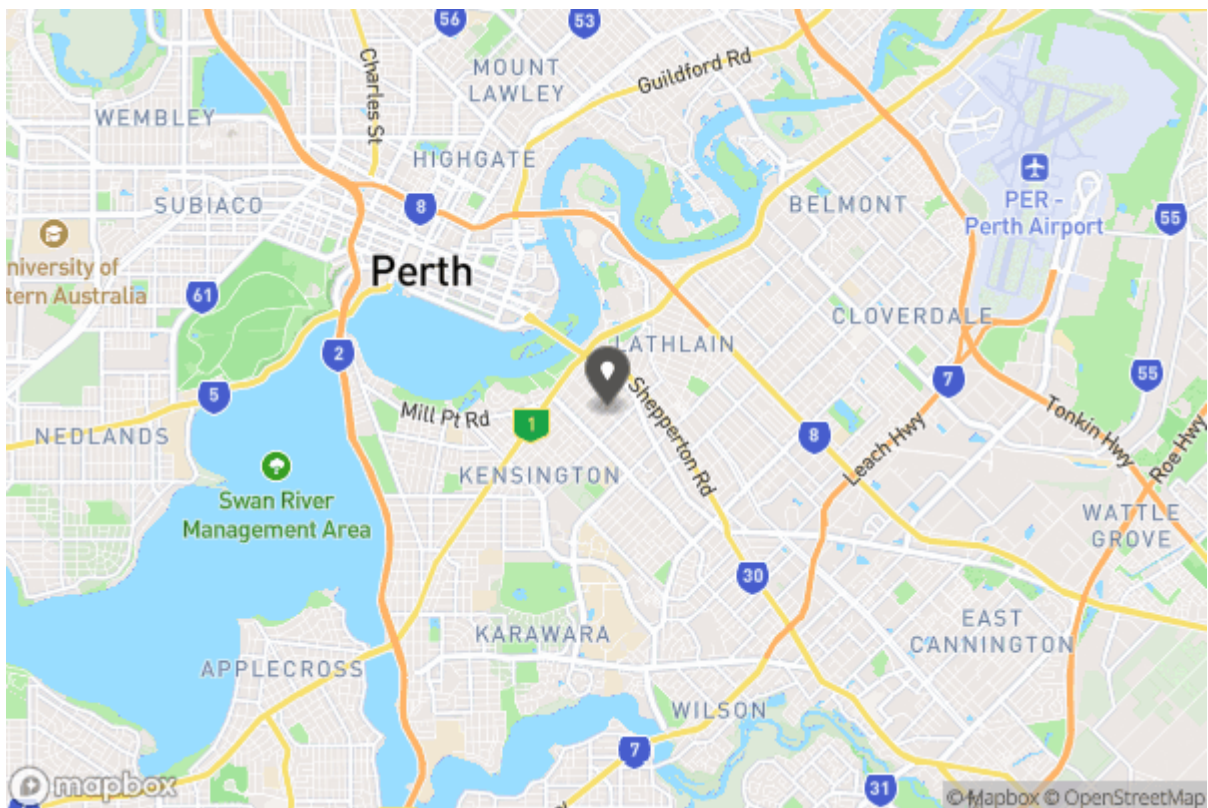 56
53
MOUNT
LAWLEY
Guildford Rd
Charles St
WEMBLEY
HIGHGATE
SUBIACO
8
BELMONT
PER -
Perth Airport
55
niversity of
tern Australia
61
Perth
CLOVERDALE
LATHLAIN
2
5
7
55
Mill Pt Rd
1
Shepperton Rd
8
Leach Hwy
Tonkin Hwy
Roe Hwy
NEDLANDS
KENSINGTON
Swan River
Management Area
WATTLE
GROVE
30
KARAWARA
EAST
CANNINGTON
APPLECROSS
WILSON
7
31
mapbox
© Mapbox © OpenStreetMap